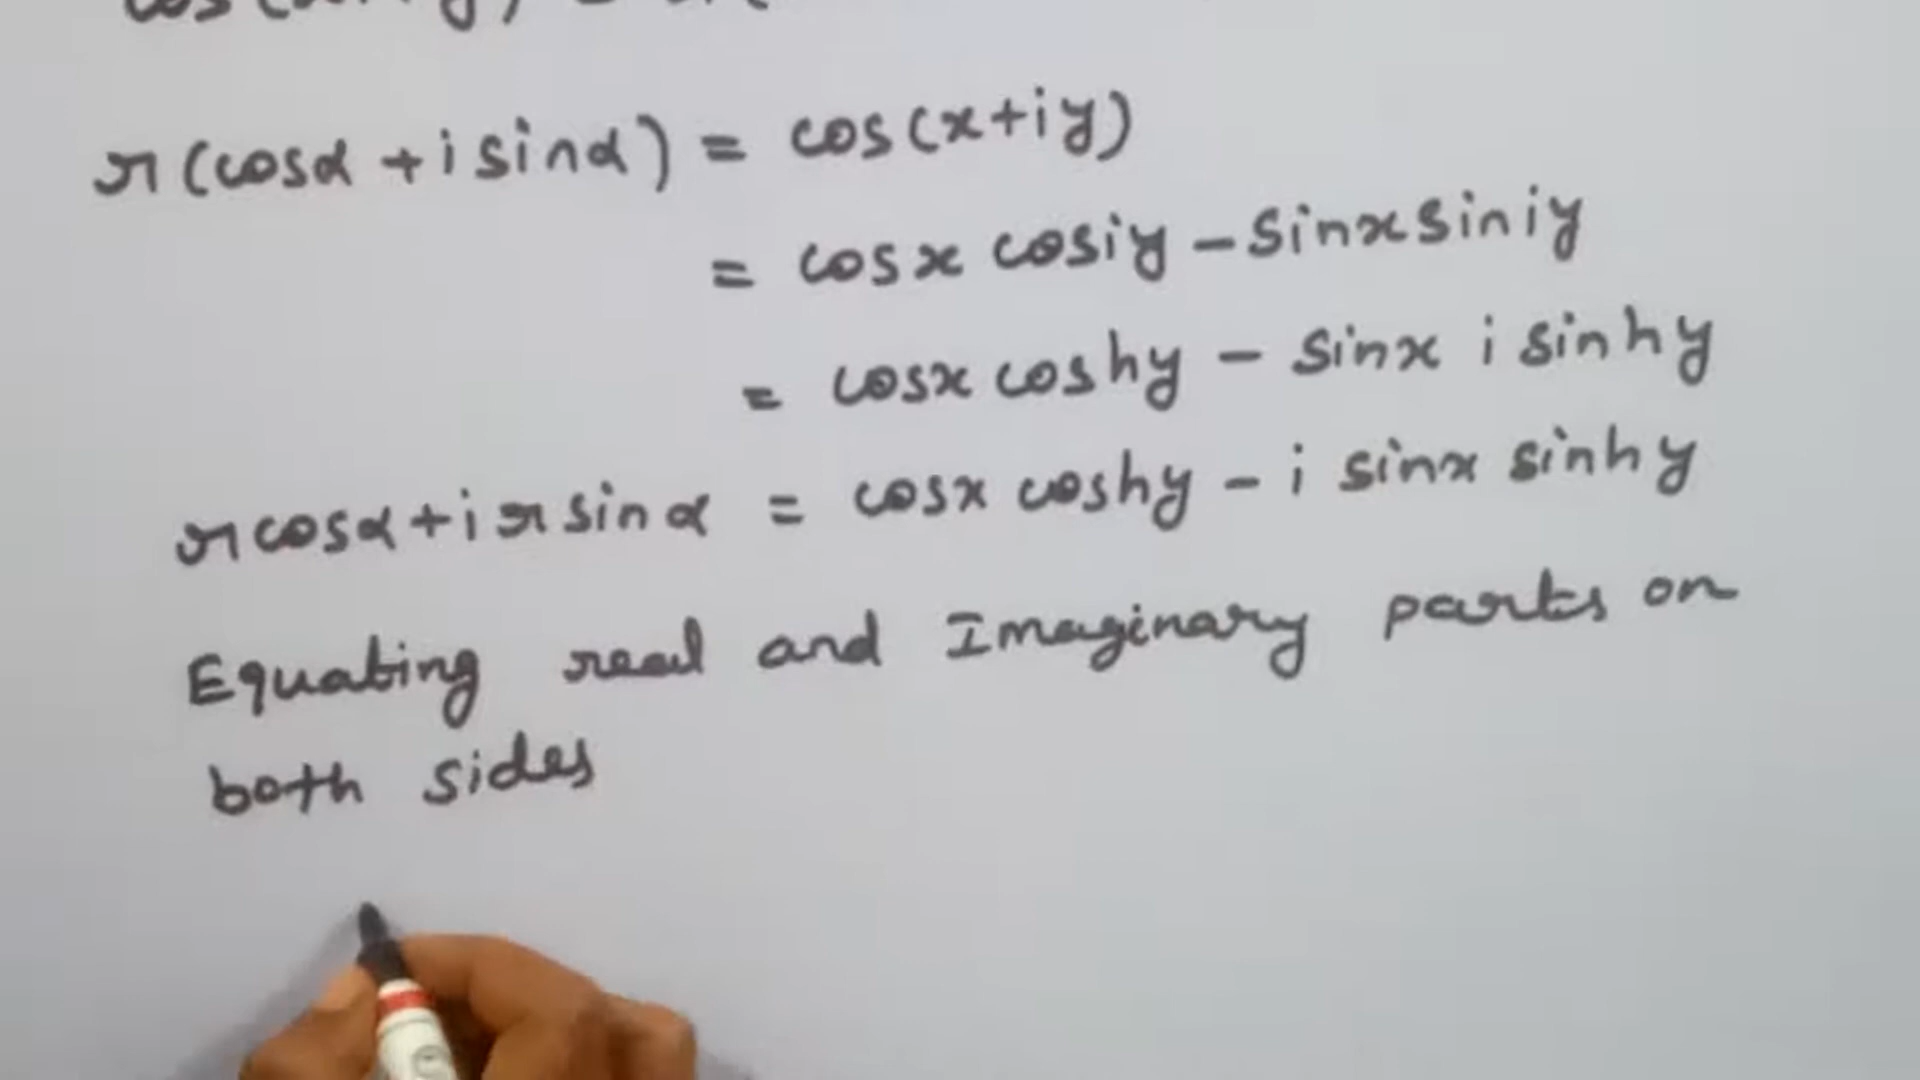 r(cosα + i sinα) = cos(x+iy)
= cosx cosiy - sinx siniy
= cosx coshy - sinx i sinhy
rcosα + i r sinα = cosx coshy - i sinx sinhy
Equating real and Imaginary parts on
both sides